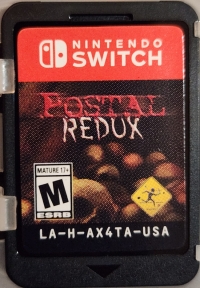 NINTENDO
SWITCH
POSTAL
REDUX
MATURE 17+
M
ESRB
LA-H-AX4TA-USA